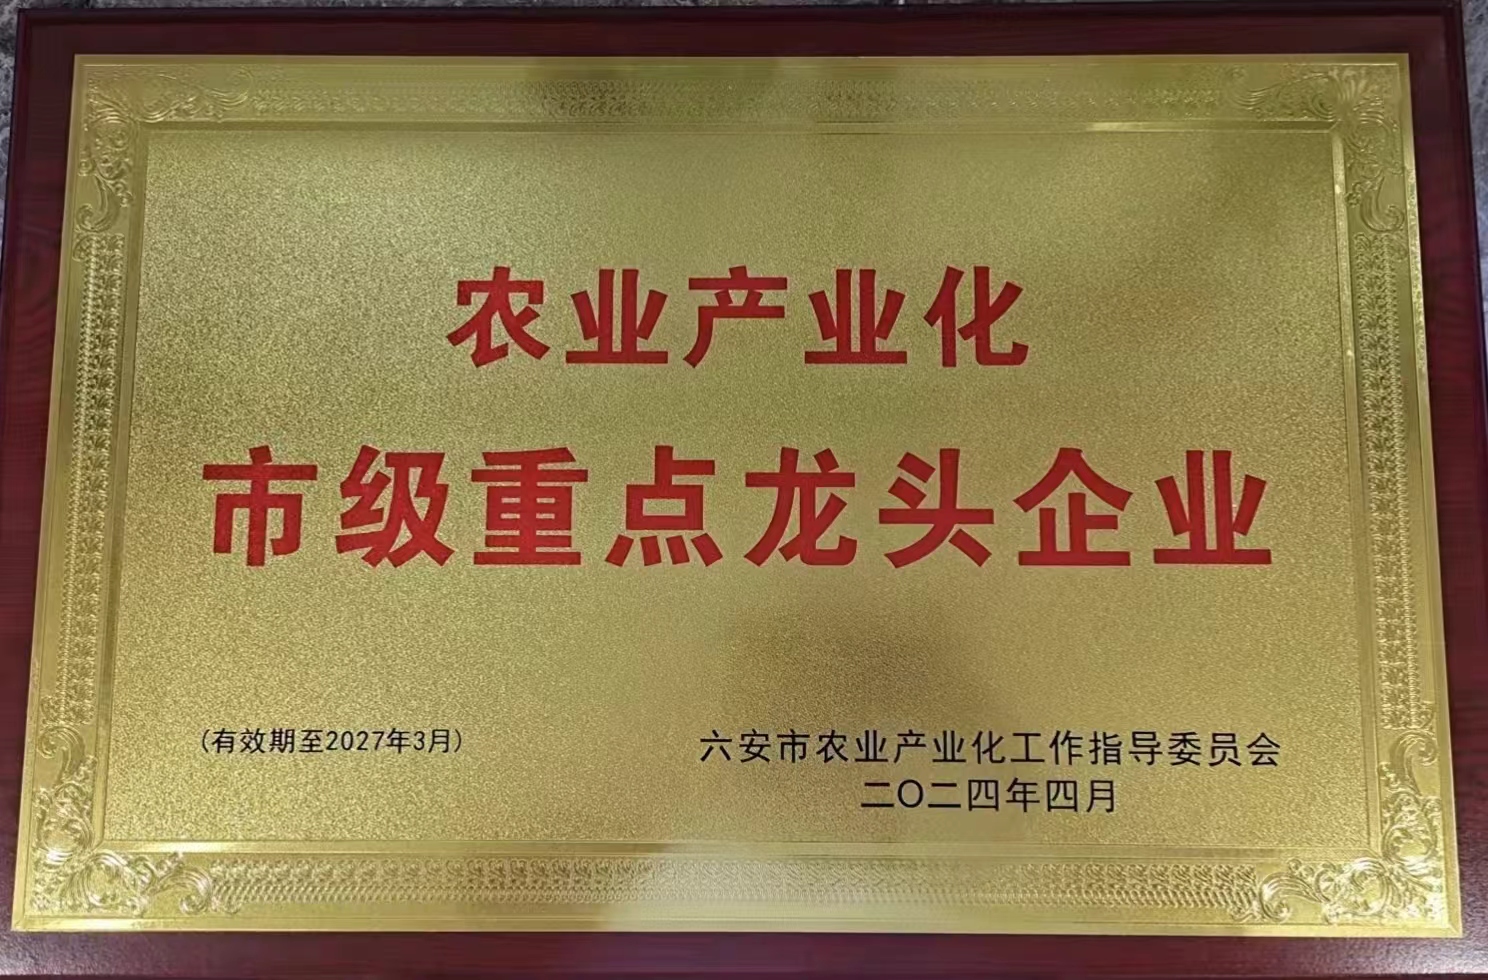 农业产业化
市级重点龙头企业
(有效期至2027年3月)
六安市农业产业化工作指导委员会
二〇二四年四月